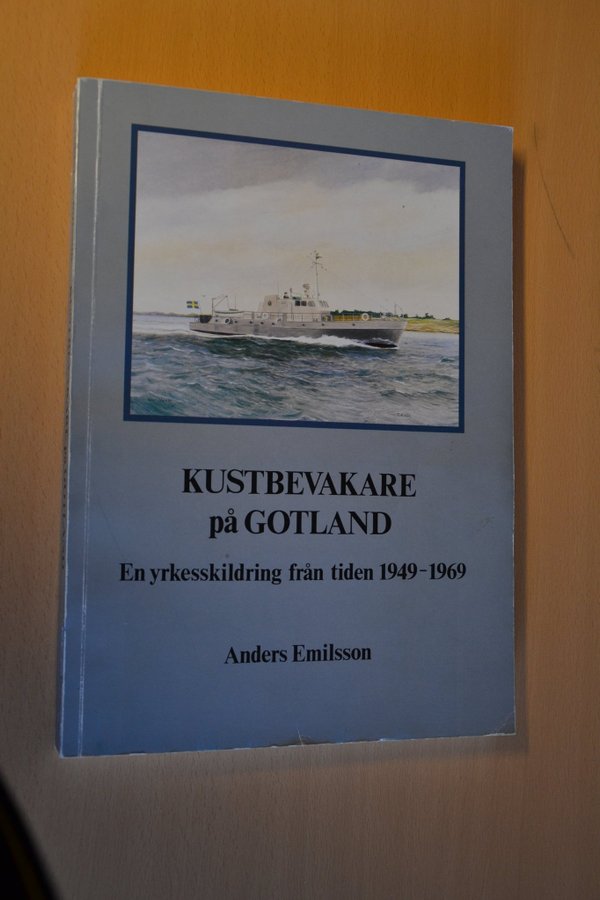 KUSTBEVAKARE
på GOTLAND
En yrkesskildring från tiden 1949-1969
Anders Emilsson